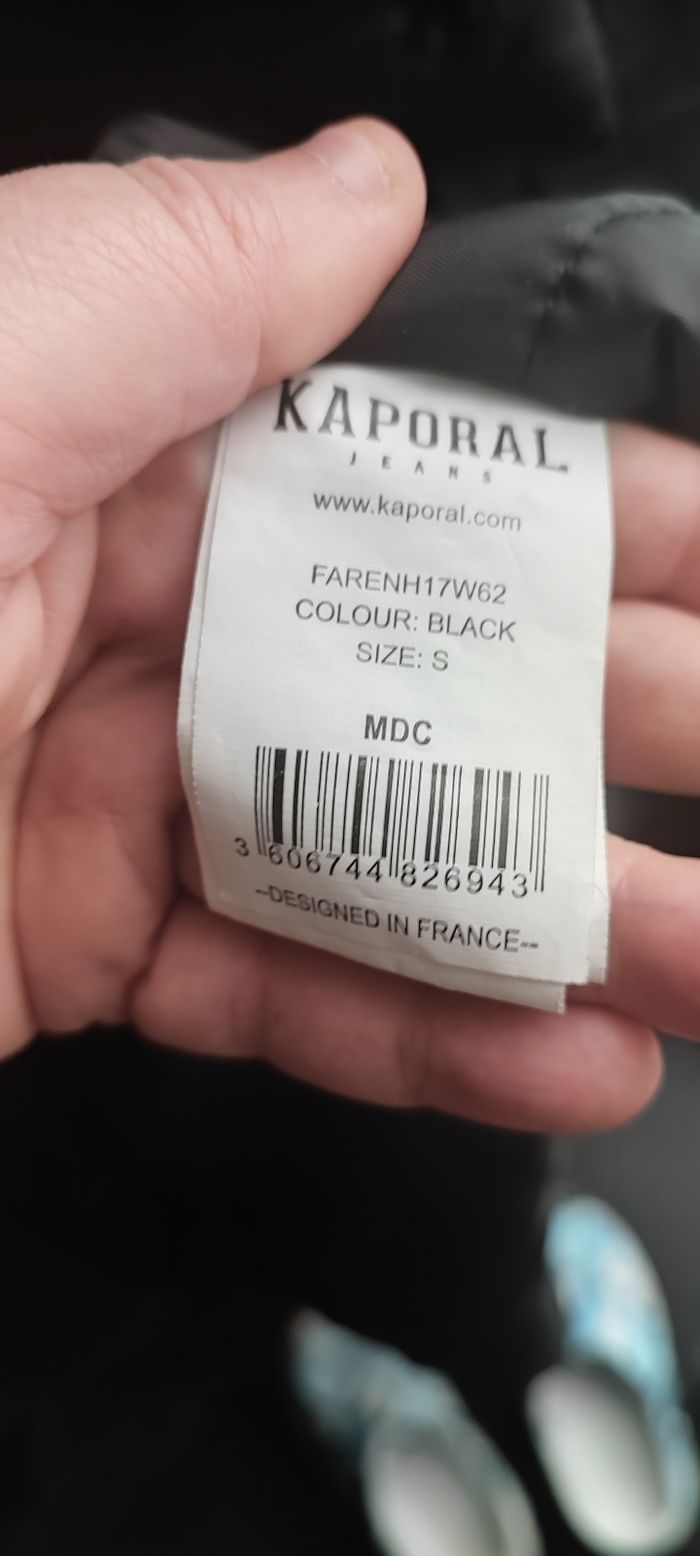 KAPORAL
JEANS
www.kaporal.com
FARENH17W62
COLOUR: BLACK
SIZE: S
MDC
3 606744 826943
--DESIGNED IN FRANCE--